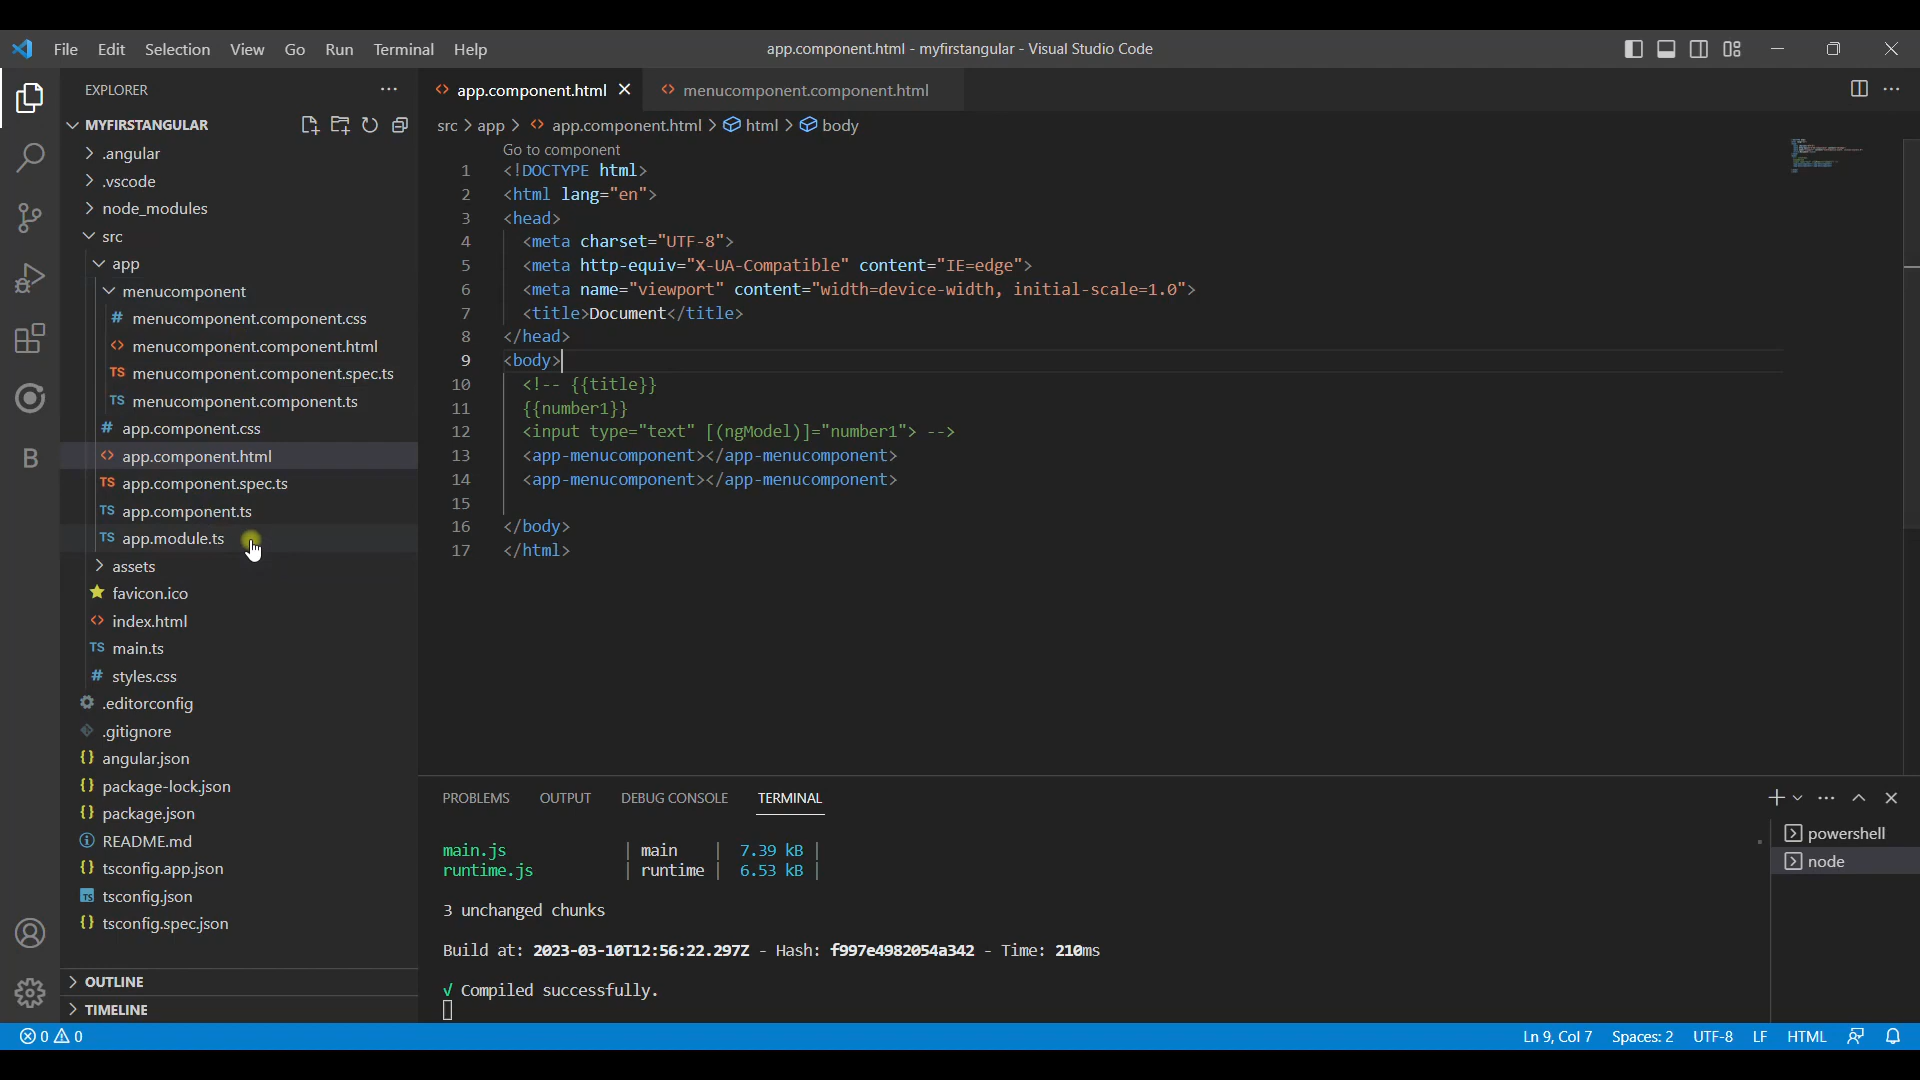 File Edit Selection View Go Run Terminal Help
app.component.html - myfirstangular - Visual Studio Code
EXPLORER
MYFIRSTANGULAR
.angular
.vscode
node_modules
src
app
menucomponent
menucomponent.component.css
menucomponent.component.html
TS menucomponent.component.spec.ts
TS menucomponent.component.ts
app.component.css
app.component.html
TS app.component.spec.ts
TS app.component.ts
TS app.module.ts
assets
favicon.ico
index.html
TS main.ts
styles.css
.editorconfig
.gitignore
angular.json
package-lock.json
package.json
README.md
tsconfig.app.json
tsconfig.json
tsconfig.spec.json
OUTLINE
TIMELINE
app.component.html menucomponent.component.html
src > app > app.component.html > html > body
Go to component
1 <!DOCTYPE html>
2 <html lang="en">
3 <head>
4 <meta charset="UTF-8">
5 <meta http-equiv="X-UA-Compatible" content="IE=edge">
6 <meta name="viewport" content="width=device-width, initial-scale=1.0">
7 <title>Document</title>
8 </head>
9 <body>
10 <!-- {{title}}
11 {{number1}}
12 <input type="text" [(ngModel)]="number1"> -->
13 <app-menucomponent></app-menucomponent>
14 <app-menucomponent></app-menucomponent>
15
16 </body>
17 </html>
PROBLEMS OUTPUT DEBUG CONSOLE TERMINAL
main.js | main | 7.39 kB |
runtime.js | runtime | 6.53 kB |
3 unchanged chunks
Build at: 2023-03-10T12:56:22.297Z - Hash: f997e4982054a342 - Time: 210ms
√ Compiled successfully.
powershell
node
0 0
Ln 9, Col 7 Spaces: 2 UTF-8 LF HTML